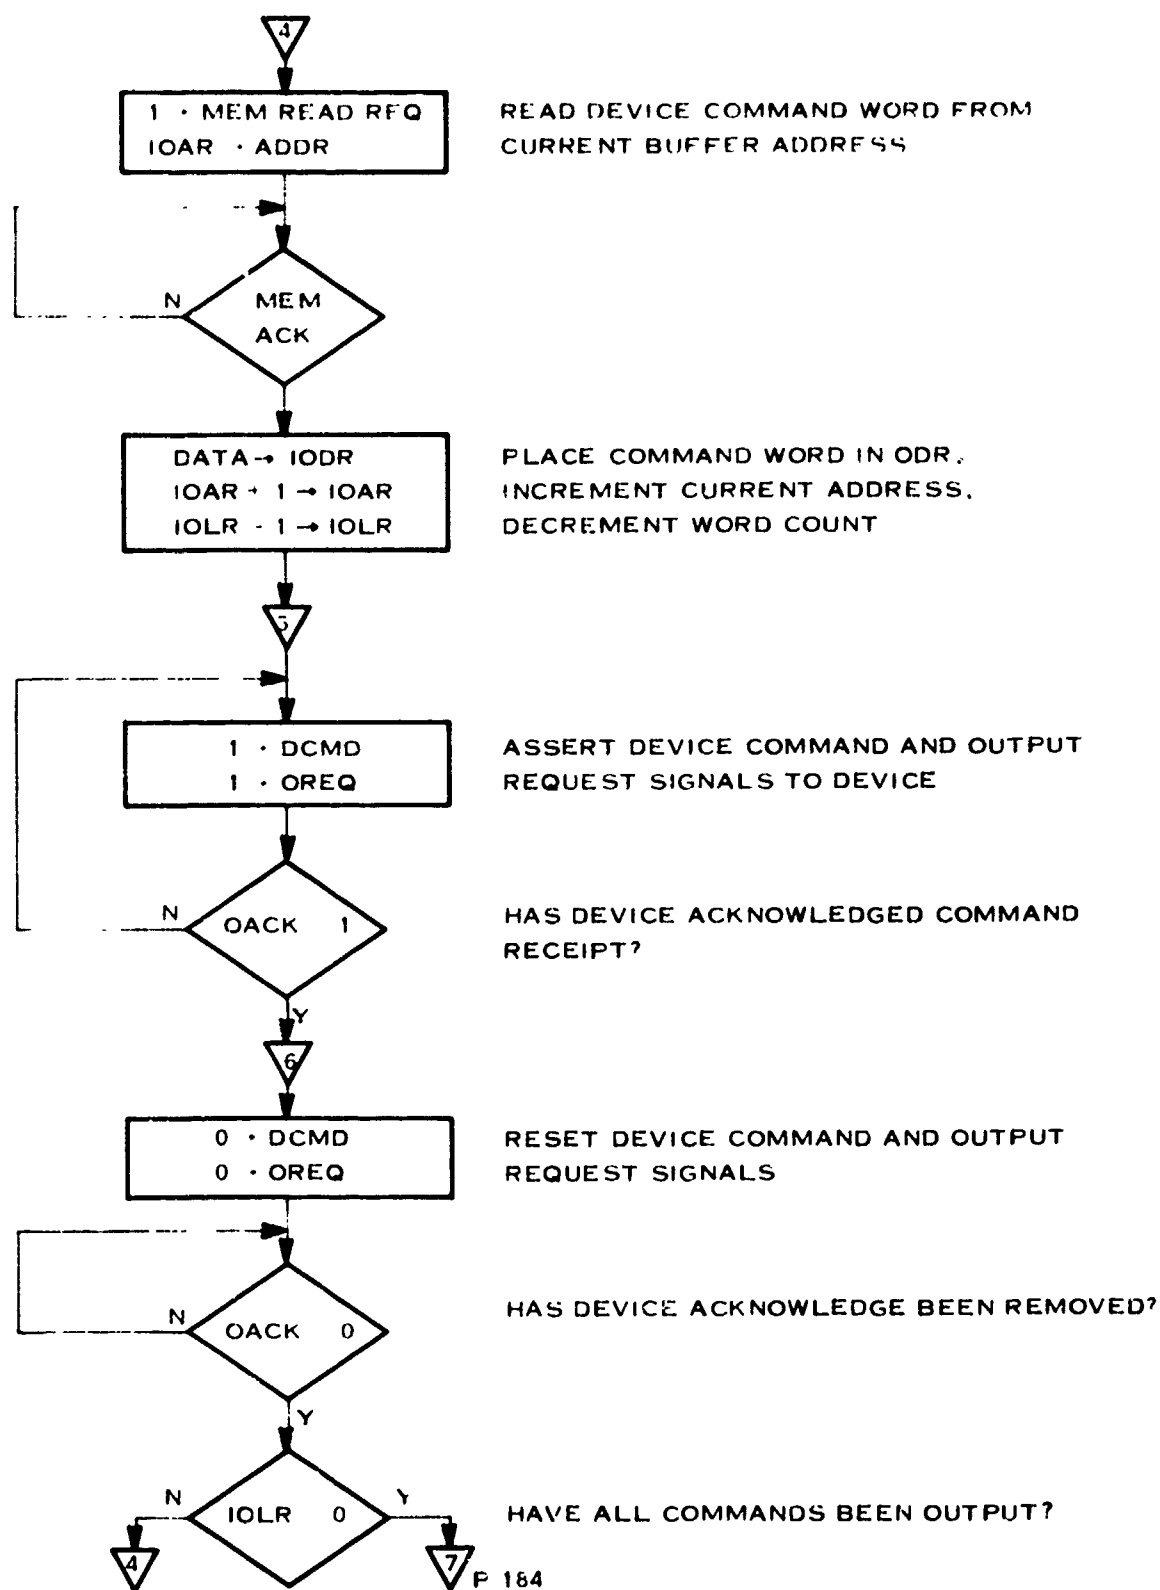 4
1 · MEM READ REQ
IOAR · ADDR
READ DEVICE COMMAND WORD FROM
CURRENT BUFFER ADDRESS
N
MEM
ACK
DATA → IODR
IOAR + 1 → IOAR
IOLR - 1 → IOLR
PLACE COMMAND WORD IN ODR.
INCREMENT CURRENT ADDRESS,
DECREMENT WORD COUNT
5
1 · DCMD
1 · OREQ
ASSERT DEVICE COMMAND AND OUTPUT
REQUEST SIGNALS TO DEVICE
N
OACK 1
HAS DEVICE ACKNOWLEDGED COMMAND
RECEIPT?
Y
6
0 · DCMD
0 · OREQ
RESET DEVICE COMMAND AND OUTPUT
REQUEST SIGNALS
N
OACK 0
HAS DEVICE ACKNOWLEDGE BEEN REMOVED?
Y
N
IOLR 0
Y
HAVE ALL COMMANDS BEEN OUTPUT?
4
7
P 184